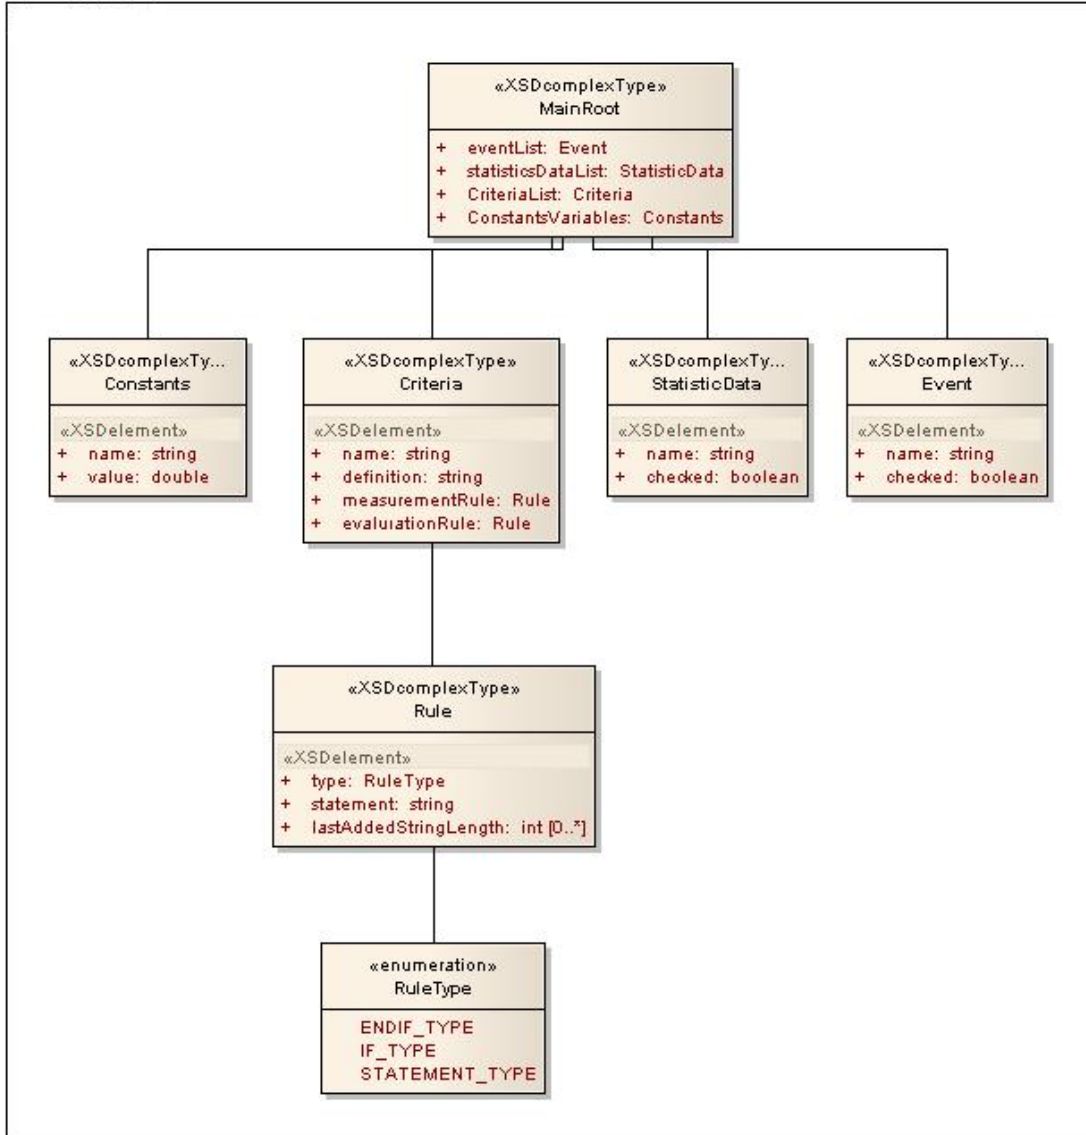 «XSDcomplexType»
MainRoot
+ eventList: Event
+ statisticsDataList: StatisticData
+ CriteriaList: Criteria
+ ConstantsVariables: Constants
«XSDcomplexTy...
Constants
«XSDelement»
+ name: string
+ value: double
«XSDcomplexType»
Criteria
«XSDelement»
+ name: string
+ definition: string
+ measurementRule: Rule
+ evalurationRule: Rule
«XSDcomplexTy...
StatisticData
«XSDelement»
+ name: string
+ checked: boolean
«XSDcomplexTy...
Event
«XSDelement»
+ name: string
+ checked: boolean
«XSDcomplexType»
Rule
«XSDelement»
+ type: RuleType
+ statement: string
+ lastAddedStringLength: int [0..*]
«enumeration»
RuleType
ENDIF_TYPE
IF_TYPE
STATEMENT_TYPE